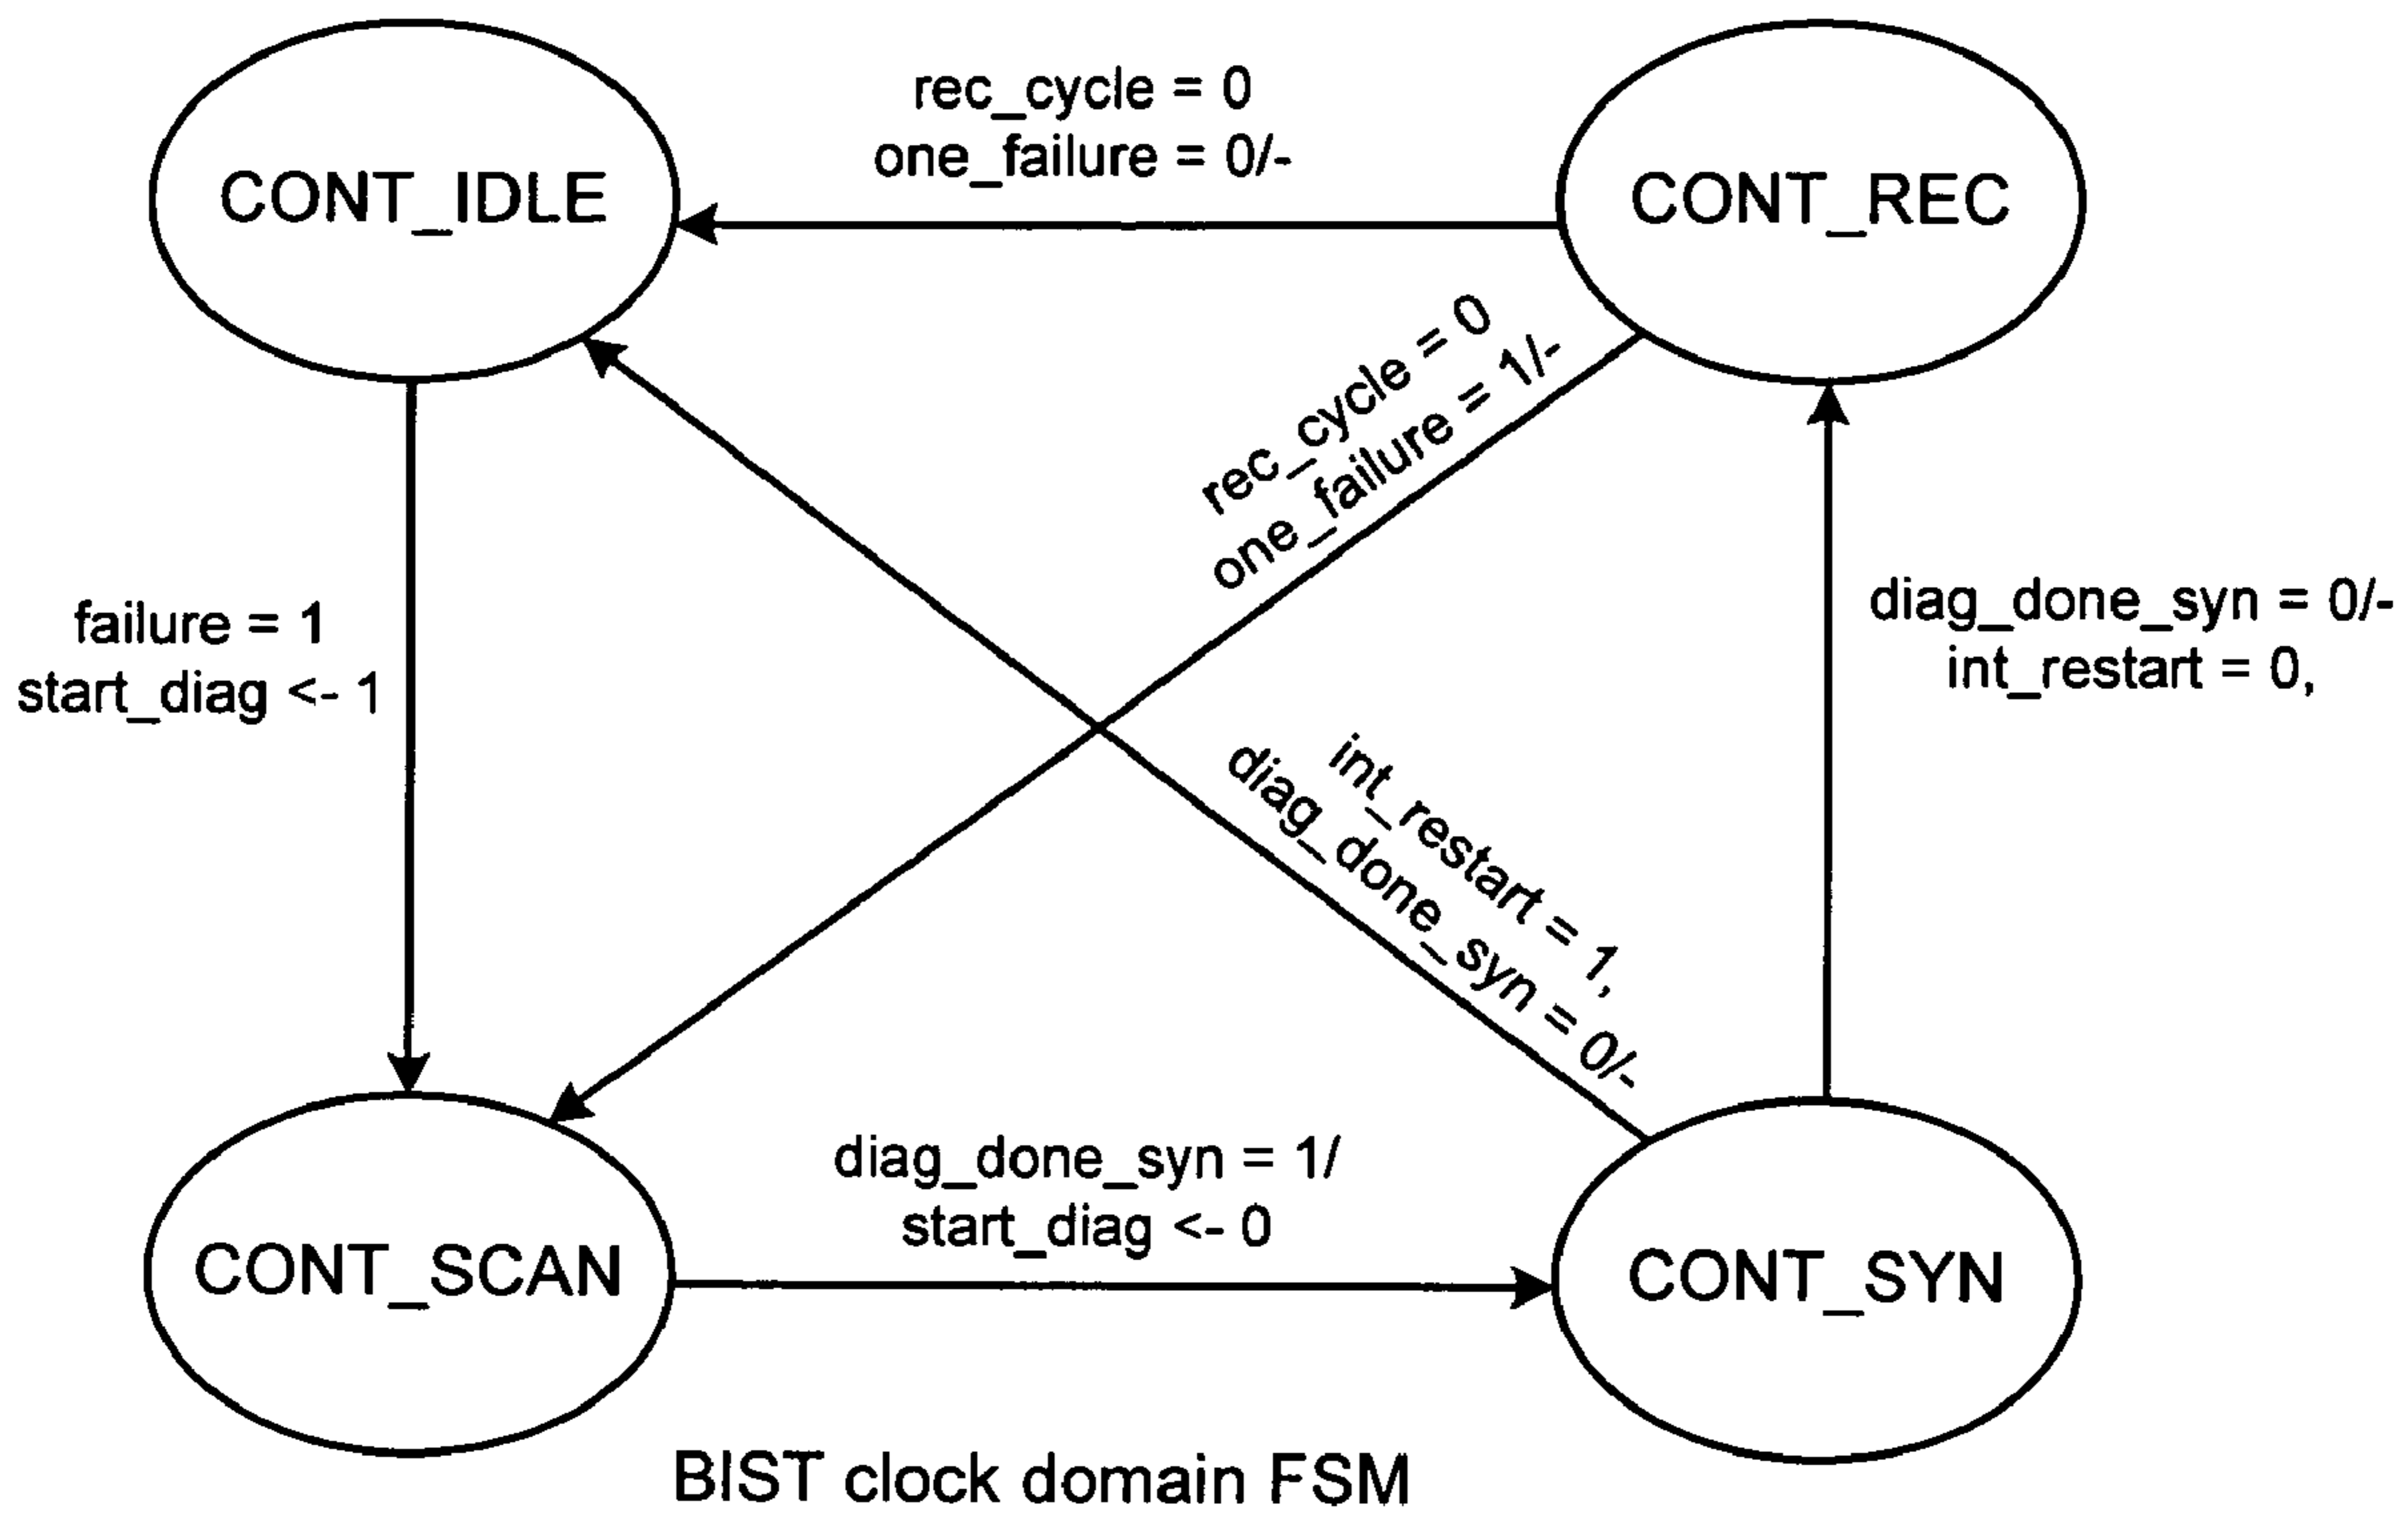 rec_cycle = 0
one_failure = 0/-
CONT_IDLE
CONT_REC
rec_cycle = 0
one_failure = 1/-
failure = 1
start_diag <- 1
diag_done_syn = 0/-
int_restart = 0,
int_restart = 1,
diag_done_syn = 0/-
diag_done_syn = 1/
start_diag <- 0
CONT_SCAN
CONT_SYN
BIST clock domain FSM